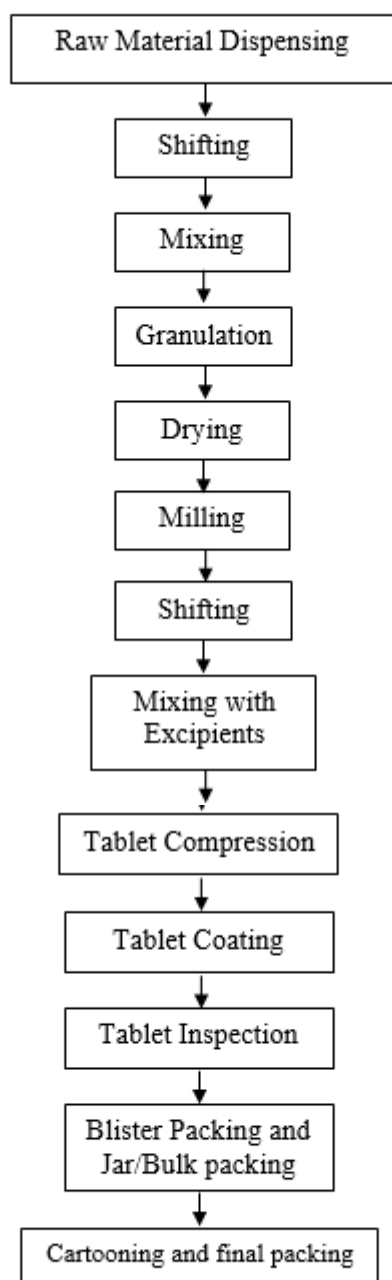 Raw Material Dispensing
Shifting
Mixing
Granulation
Drying
Milling
Shifting
Mixing with
Excipients
Tablet Compression
Tablet Coating
Tablet Inspection
Blister Packing and
Jar/Bulk packing
Cartooning and final packing